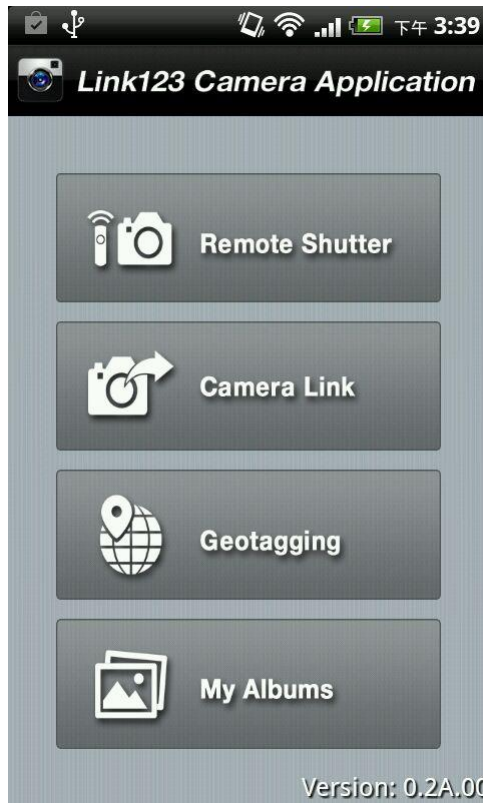 下午 3:39
Link123 Camera Application
Remote Shutter
Camera Link
Geotagging
My Albums
Version: 0.2A.00